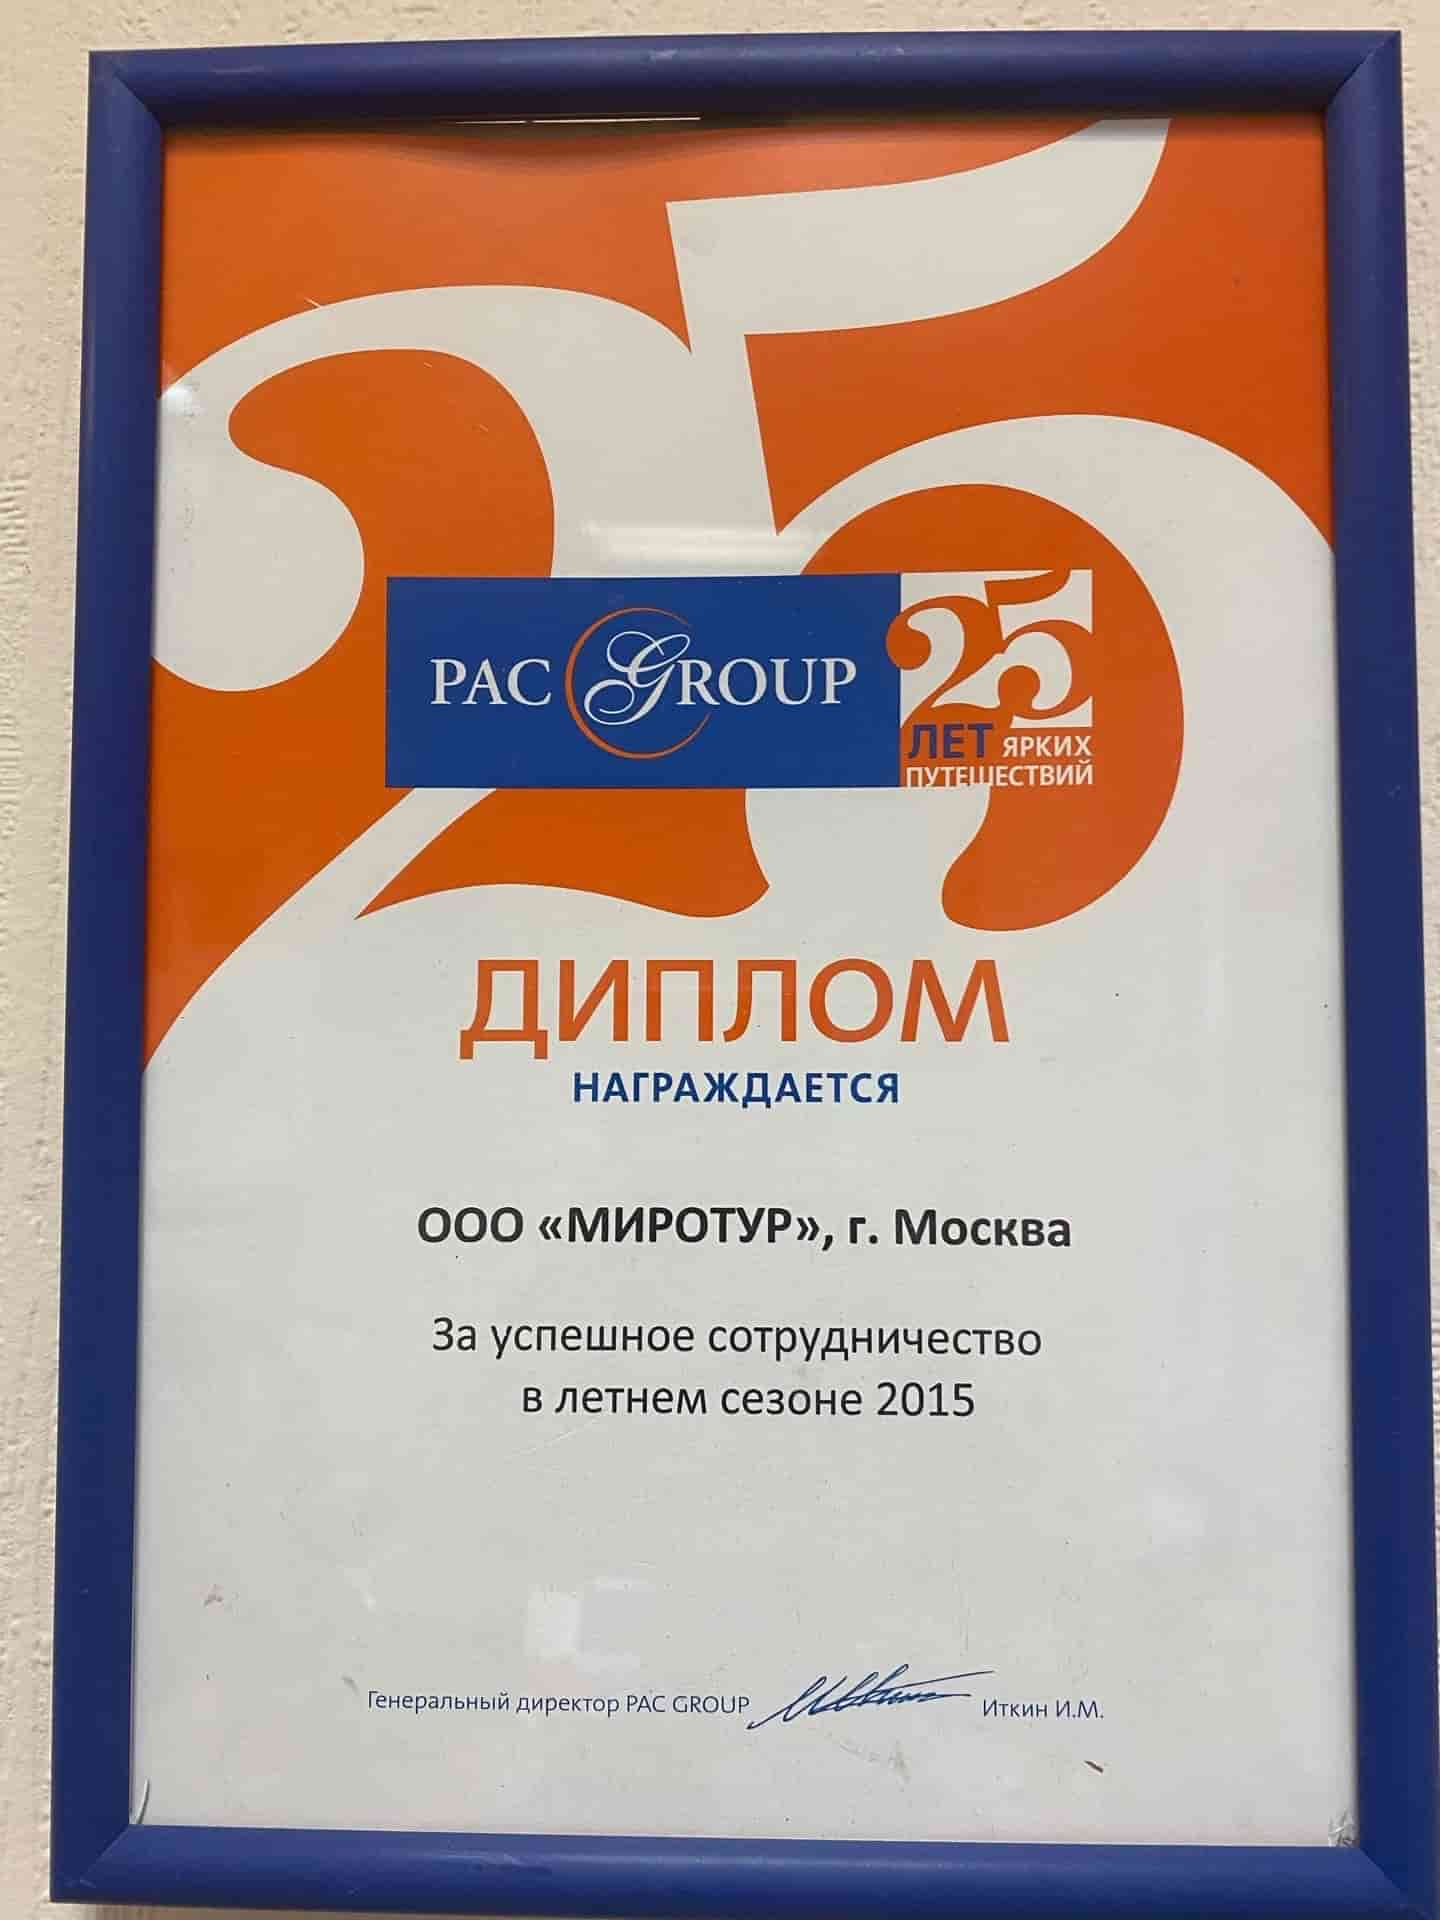 PAC GROUP
25
ЛЕТ ЯРКИХ
ПУТЕШЕСТВИЙ
ДИПЛОМ
НАГРАЖДАЕТСЯ
ООО «МИРОТУР», г. Москва
За успешное сотрудничество
в летнем сезоне 2015
Генеральный директор PAC GROUP Иткин И.М.